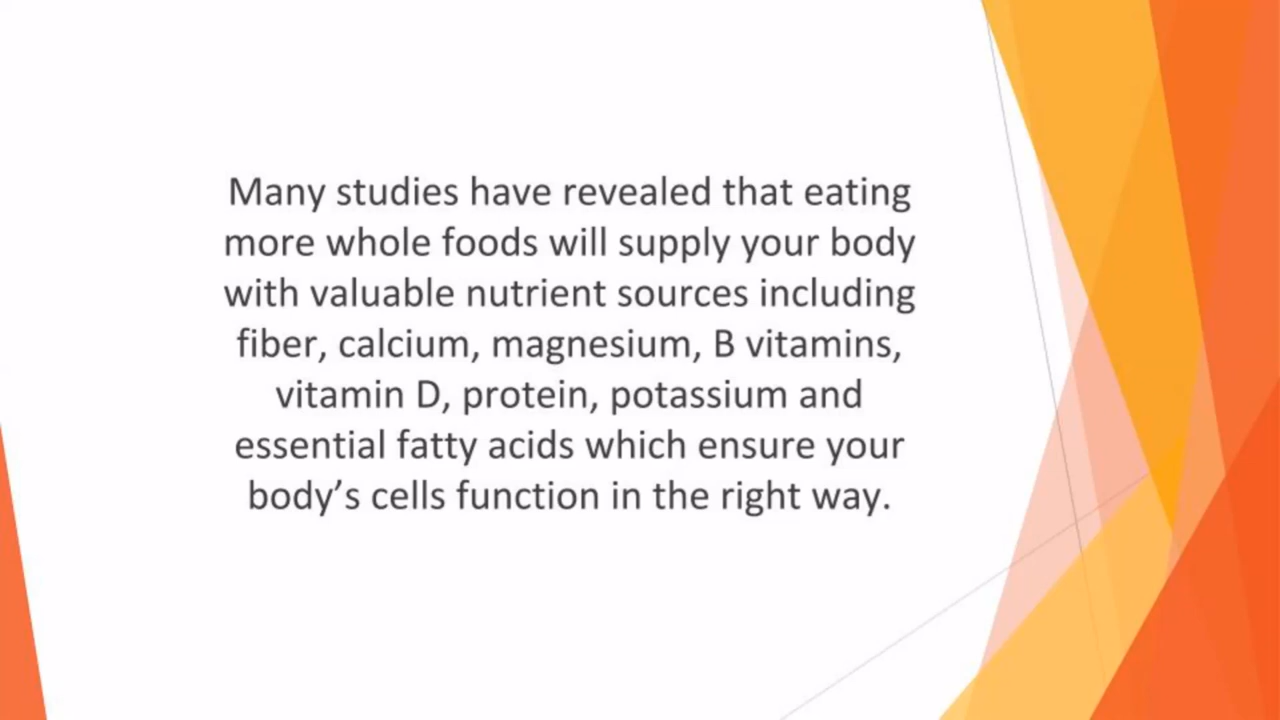 Many studies have revealed that eating
more whole foods will supply your body
with valuable nutrient sources including
fiber, calcium, magnesium, B vitamins,
vitamin D, protein, potassium and
essential fatty acids which ensure your
body’s cells function in the right way.